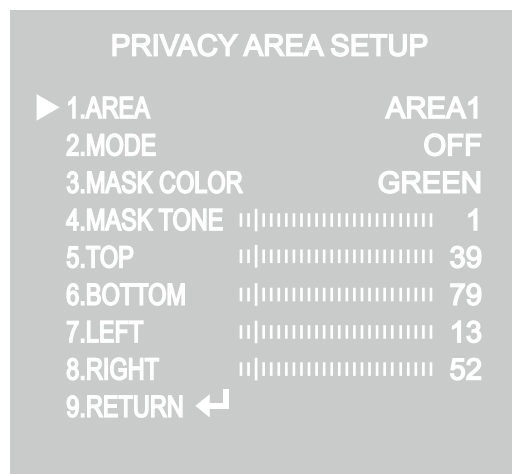 PRIVACY AREA SETUP
1.AREA AREA1
2.MODE OFF
3.MASK COLOR GREEN
4.MASK TONE 1
5.TOP 39
6.BOTTOM 79
7.LEFT 13
8.RIGHT 52
9.RETURN